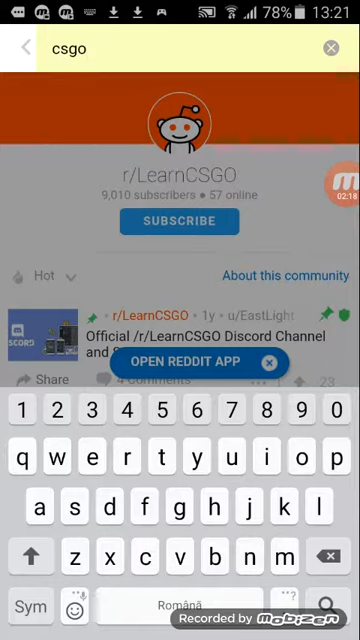 78% 13:21
csgo
r/LearnCSGO
9,010 subscribers • 57 online
SUBSCRIBE
02:18
Hot
About this community
• r/LearnCSGO • 1y • u/EastLight
SCORD
Official /r/LearnCSGO Discord Channel
and
OPEN REDDIT APP
Share
4 Comments
23
1 2 3 4 5 6 7 8 9 0
q w e r t y u i o p
a s d f g h j k l
z x c v b n m
Sym
Română
Recorded by Mobizen